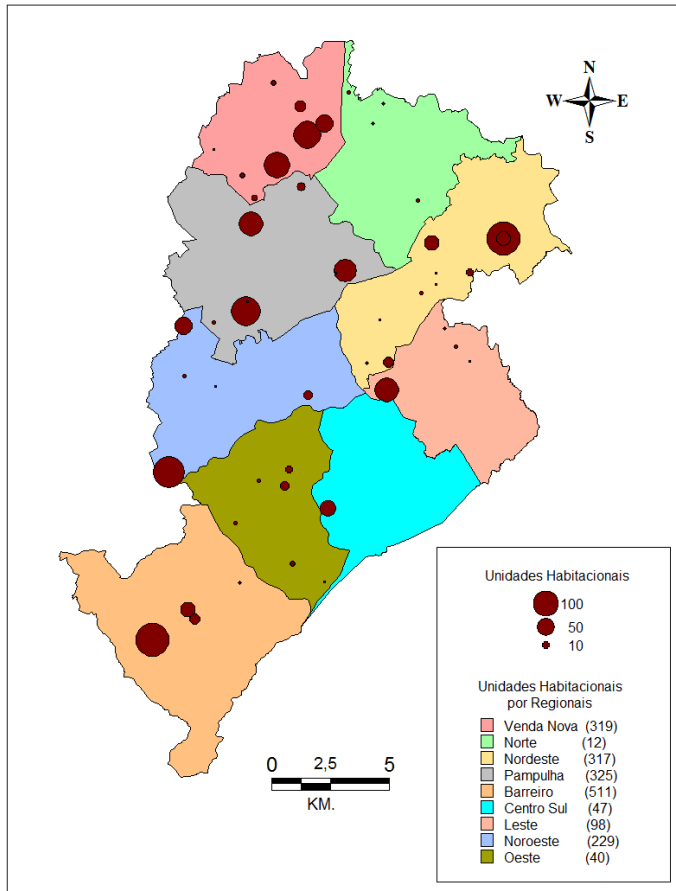 N
W E
S
Unidades Habitacionais
100
50
10
Unidades Habitacionais
por Regionais
Venda Nova (319)
Norte (12)
Nordeste (317)
Pampulha (325)
Barreiro (511)
Centro Sul (47)
Leste (98)
Noroeste (229)
Oeste (40)
0 2,5 5
KM.